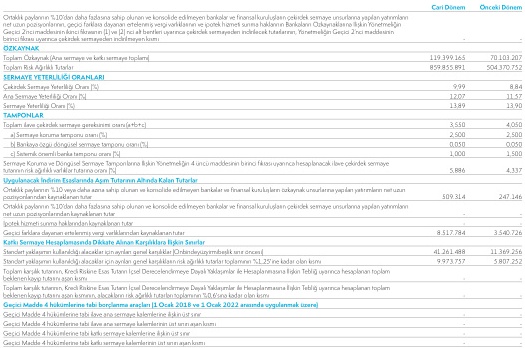 Cari Dönem Önceki Dönem
Ortaklık paylarının %10'dan daha fazlasına sahip olunan ve konsolide edilmeyen bankalar ve finansal kuruluşların çekirdek sermaye unsurlarına yapılan yatırımların
net uzun pozisyonlarının, geçici farklara dayanan ertelenmiş vergi varlıklarının ve ipotek hizmeti sunma haklarının Bankaların Özkaynaklarına İlişkin Yönetmeliğin
Geçici 2'nci maddesinin ikinci fıkrasının (1) ve (2) nci alt bentleri uyarınca çekirdek sermayeden indirilecek tutarlarının, Yönetmeliğin Geçici 2'nci maddesinin
birinci fıkrası uyarınca çekirdek sermayeden indirilmeyen kısmı - -
ÖZKAYNAK
Toplam Özkaynak (Ana sermaye ve katkı sermaye toplamı) 119.399.165 70.103.207
Toplam Risk Ağırlıklı Tutarlar 859.855.891 504.370.752
SERMAYE YETERLİLİĞİ ORANLARI
Çekirdek Sermaye Yeterliliği Oranı (%) 9,99 8,84
Ana Sermaye Yeterliliği Oranı (%) 12,07 11,57
Sermaye Yeterliliği Oranı (%) 13,89 13,90
TAMPONLAR
Toplam ilave çekirdek sermaye gereksinimi oranı (a+b+c) 3,550 4,050
a) Sermaye koruma tamponu oranı (%) 2,500 2,500
b) Bankaya özgü döngüsel sermaye tamponu oranı (%) 0,050 0,050
c) Sistemik önemli banka tamponu oranı (%) 1,000 1,500
Sermaye Koruma ve Döngüsel Sermaye Tamponlarına İlişkin Yönetmeliğin 4 üncü maddesinin birinci fıkrası uyarınca hesaplanacak ilave çekirdek sermaye
tutarının risk ağırlıklı varlıklar tutarına oranı (%) 5,886 4,337
Uygulanacak İndirim Esaslarında Aşım Tutarının Altında Kalan Tutarlar
Ortaklık paylarının %10 veya daha azına sahip olunan ve konsolide edilmeyen bankalar ve finansal kuruluşların özkaynak unsurlarına yapılan yatırımların net uzun
pozisyonlarından kaynaklanan tutar 509.314 247.146
Ortaklık paylarının %10'dan daha fazlasına sahip olunan ve konsolide edilmeyen bankalar ve finansal kuruluşların çekirdek sermaye unsurlarına yapılan yatırımların
net uzun pozisyonlarından kaynaklanan tutar - -
İpotek hizmeti sunma haklarından kaynaklanan tutar - -
Geçici farklara dayanan ertelenmiş vergi varlıklarından kaynaklanan tutar 8.517.784 3.540.726
Katkı Sermaye Hesaplamasında Dikkate Alınan Karşılıklara İlişkin Sınırlar
Standart yaklaşımın kullanıldığı alacaklar için ayrılan genel karşılıklar (Onbindeyüzyirmibeşlik sınır öncesi) 41.261.488 11.369.256
Standart yaklaşımın kullanıldığı alacaklar için ayrılan genel karşılıkların risk ağırlıklı tutarlar toplamının %1,25'ine kadar olan kısmı 9.973.757 5.807.252
Toplam karşılık tutarının, Kredi Riskine Esas Tutarın İçsel Derecelendirmeye Dayalı Yaklaşımlar ile Hesaplanmasına İlişkin Tebliğ uyarınca hesaplanan toplam
beklenen kayıp tutarını aşan kısmı - -
Toplam karşılık tutarının, Kredi Riskine Esas Tutarın İçsel Derecelendirmeye Dayalı Yaklaşımlar ile Hesaplanmasına İlişkin Tebliğ uyarınca hesaplanan toplam
beklenen kayıp tutarını aşan kısmının, alacakların risk ağırlıklı tutarları toplamının %0,6'sına kadar olan kısmı - -
Geçici Madde 4 hükümlerine tabi borçlanma araçları (1 Ocak 2018 ve 1 Ocak 2022 arasında uygulanmak üzere)
Geçici Madde 4 hükümlerine tabi ilave ana sermaye kalemlerine ilişkin üst sınır - -
Geçici Madde 4 hükümlerine tabi ilave ana sermaye kalemlerinin üst sınırı aşan kısmı - -
Geçici Madde 4 hükümlerine tabi katkı sermaye kalemlerine ilişkin üst sınır - -
Geçici Madde 4 hükümlerine tabi katkı sermaye kalemlerinin üst sınırı aşan kısmı - -